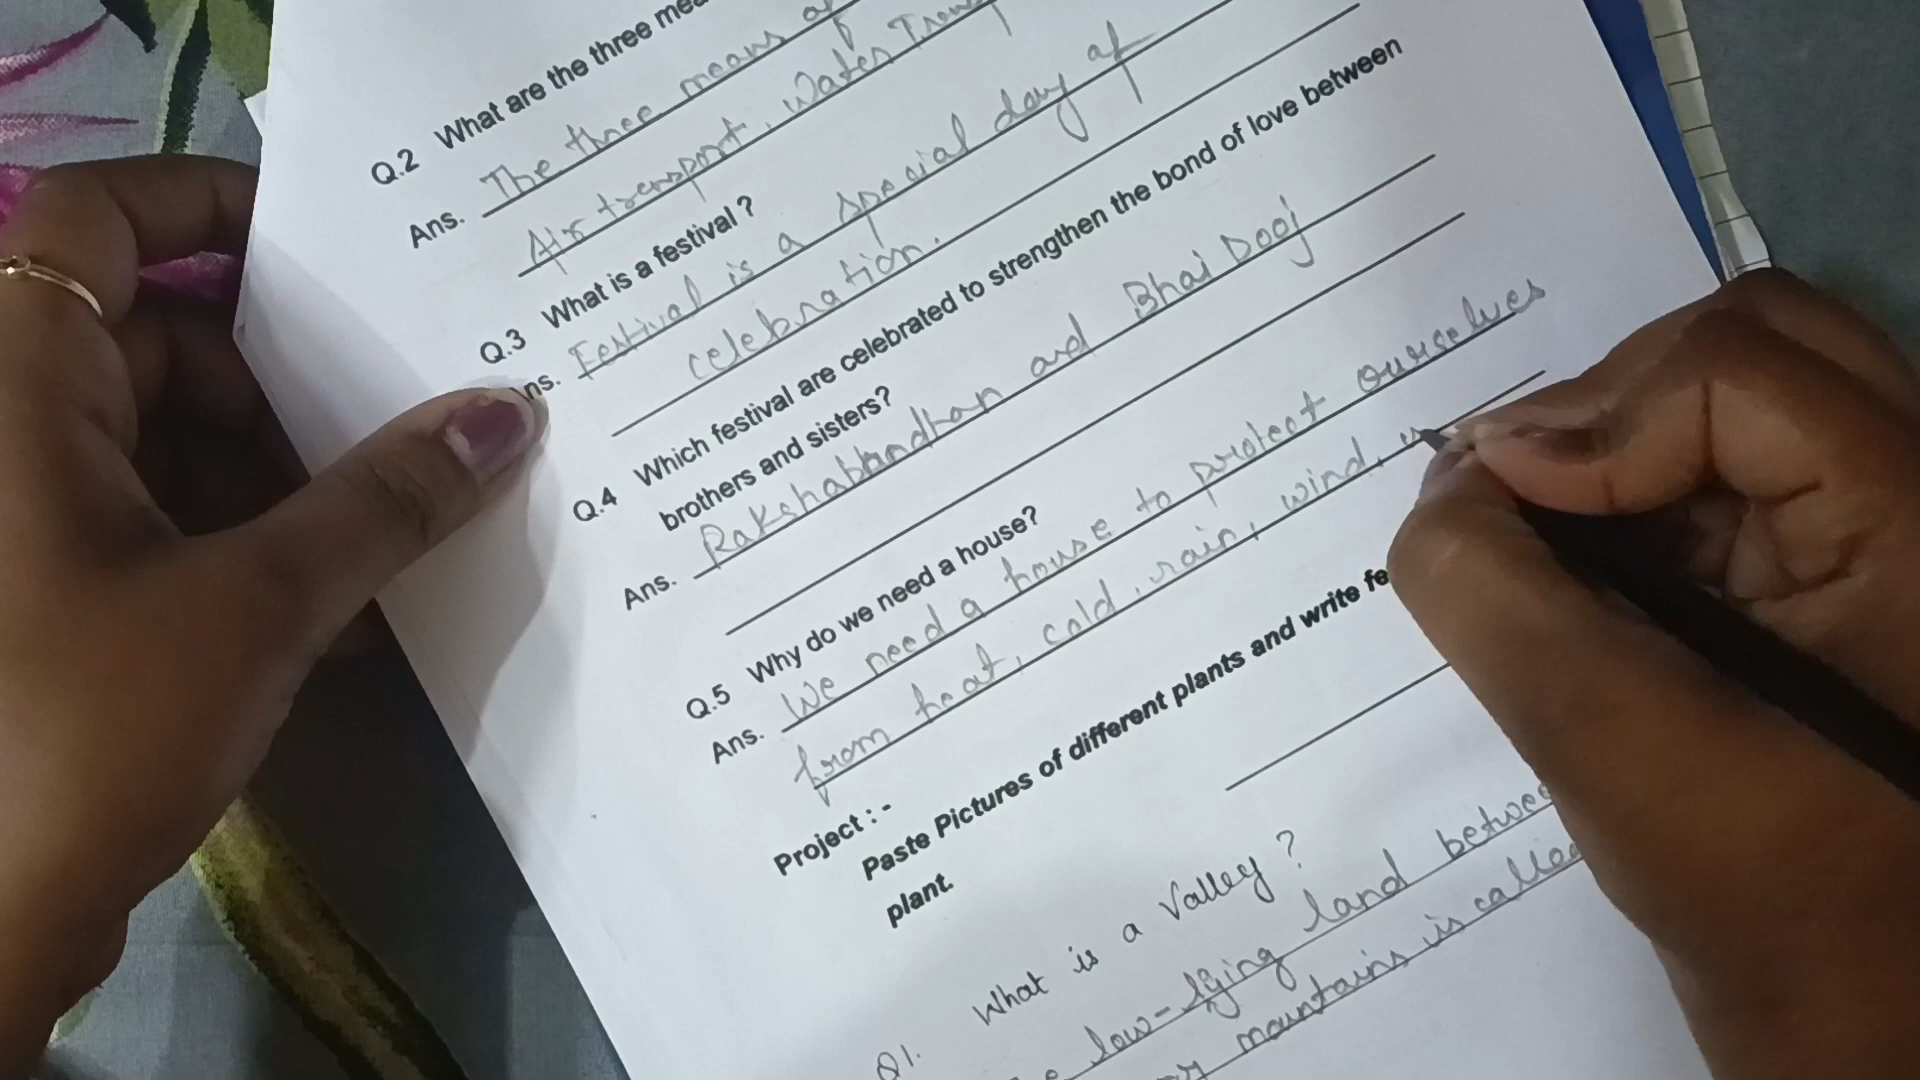 Q.2 What are the three
Ans. The three means of
Air transport, Water
Q.3 What is a festival ?
Ans. Festival is a special day of
celebration.
Q.4 Which festival are celebrated to strengthen the bond of love between
brothers and sisters?
Ans. Rakshabandhan and Bhai Dooj
Q.5 Why do we need a house?
Ans. We need a house to protect ourselves
from heat, cold, rain, wind,
Project : -
Paste Pictures of different plants and write
plant.
Q1. What is a Valley ?
low-lying land
mountains is called